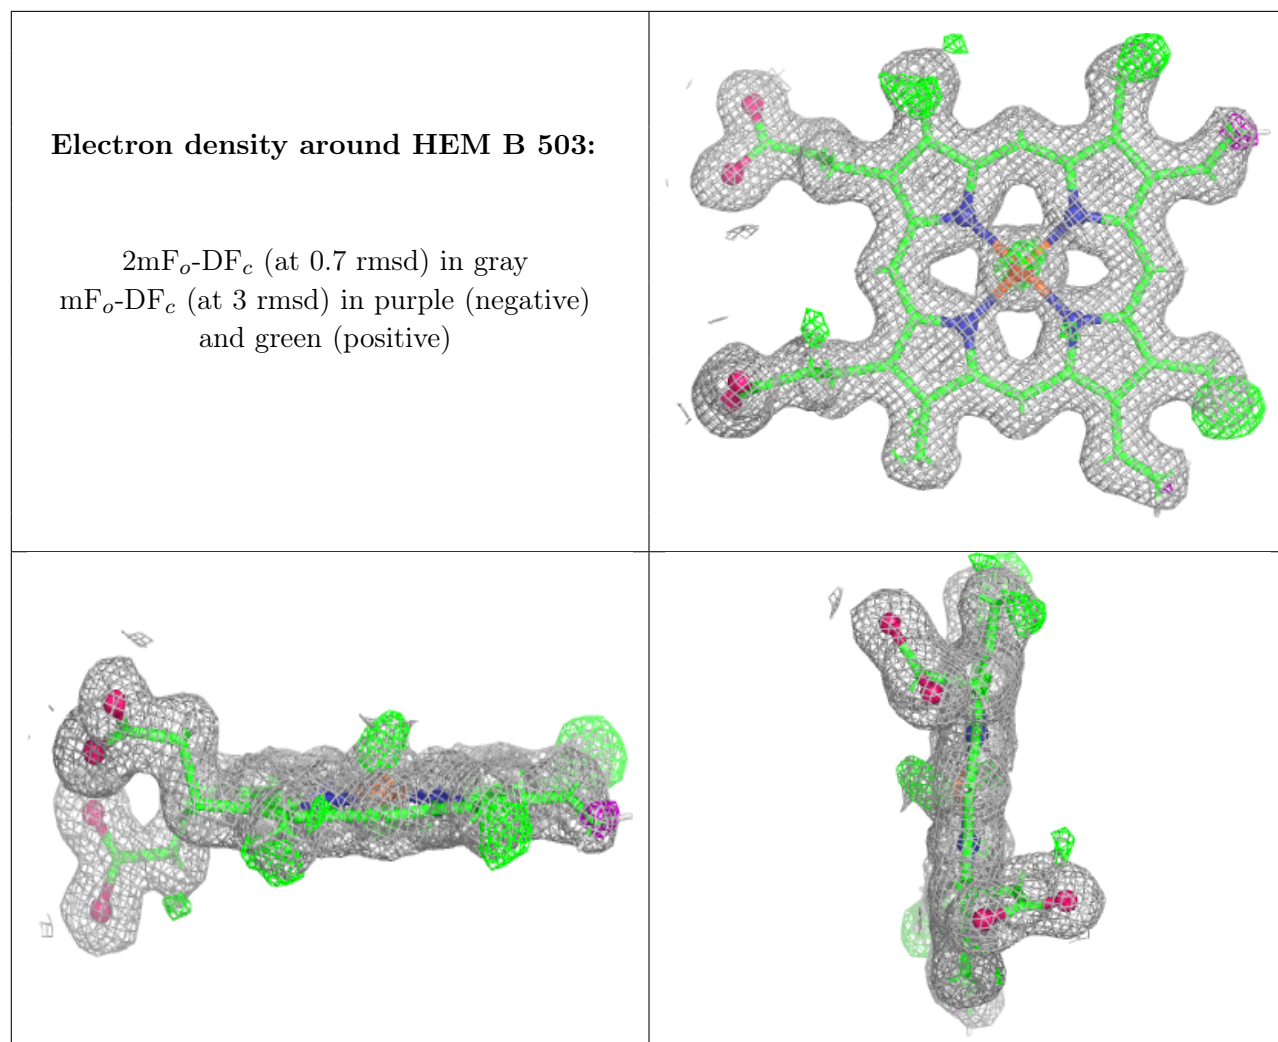 Electron density around HEM B 503:
2mFo-DFc (at 0.7 rmsd) in gray
mFo-DFc (at 3 rmsd) in purple (negative)
and green (positive)